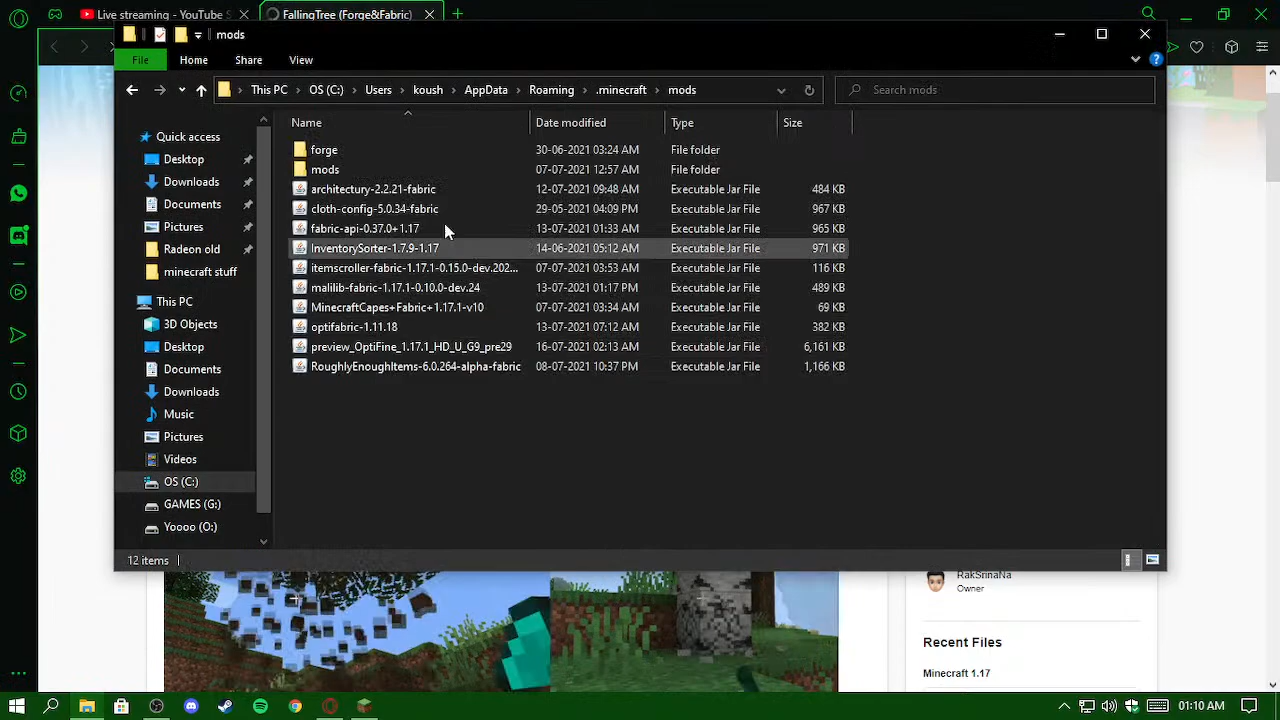 Live streaming - YouTube S
FallingTree (Forge&Fabric)
mods
File
Home
Share
View
This PC
OS (C:)
Users
koush
AppData
Roaming
.minecraft
mods
Search mods
Name
Date modified
Type
Size
Quick access
Desktop
Downloads
Documents
Pictures
Radeon old
minecraft stuff
This PC
3D Objects
Desktop
Documents
Downloads
Music
Pictures
Videos
OS (C:)
GAMES (G:)
Yoooo (O:)
forge 30-06-2021 03:24 AM File folder
mods 07-07-2021 12:57 AM File folder
architectury-2.2.21-fabric 12-07-2021 09:48 AM Executable Jar File 484 KB
cloth-config-5.0.34-fabric 29-05-2021 04:09 PM Executable Jar File 967 KB
fabric-api-0.37.0+1.17 13-07-2021 01:33 AM Executable Jar File 965 KB
InventorySorter-1.7.9-1.17 14-06-2021 05:12 AM Executable Jar File 971 KB
itemscroller-fabric-1.17.1-0.15.0-dev.202... 07-07-2021 03:53 AM Executable Jar File 116 KB
malilib-fabric-1.17.1-0.10.0-dev.24 13-07-2021 01:17 PM Executable Jar File 489 KB
MinecraftCapes+Fabric+1.17.1-v10 07-07-2021 03:34 AM Executable Jar File 69 KB
optifabric-1.11.18 13-07-2021 07:12 AM Executable Jar File 382 KB
preview_OptiFine_1.17.1_HD_U_G9_pre29 16-07-2021 02:13 AM Executable Jar File 6,161 KB
RoughlyEnoughItems-6.0.264-alpha-fabric 08-07-2021 10:37 PM Executable Jar File 1,166 KB
12 items
RakSrinaNa
Owner
Recent Files
Minecraft 1.17
01:10 AM